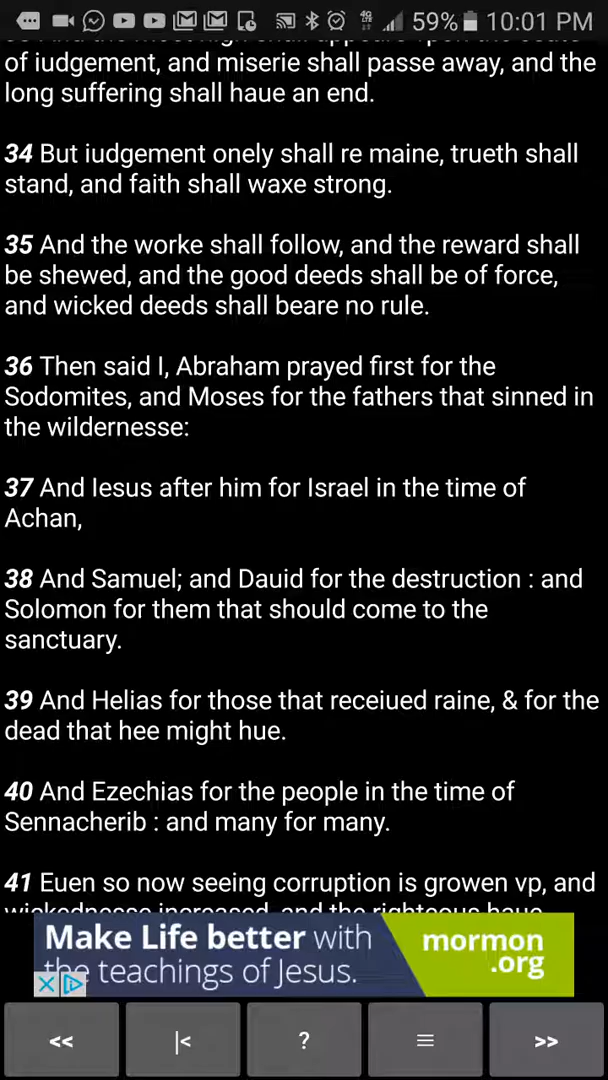 59% 10:01 PM
of iudgement, and miserie shall passe away, and the
long suffering shall haue an end.
34 But iudgement onely shall re maine, trueth shall
stand, and faith shall waxe strong.
35 And the worke shall follow, and the reward shall
be shewed, and the good deeds shall be of force,
and wicked deeds shall beare no rule.
36 Then said I, Abraham prayed first for the
Sodomites, and Moses for the fathers that sinned in
the wildernesse:
37 And Iesus after him for Israel in the time of
Achan,
38 And Samuel; and Dauid for the destruction : and
Solomon for them that should come to the
sanctuary.
39 And Helias for those that receiued raine, & for the
dead that hee might hue.
40 And Ezechias for the people in the time of
Sennacherib : and many for many.
41 Euen so now seeing corruption is growen vp, and
wickednesse increased, and the righteous haue
Make Life better with
the teachings of Jesus.
mormon
.org
<< |< ? ≡ >>